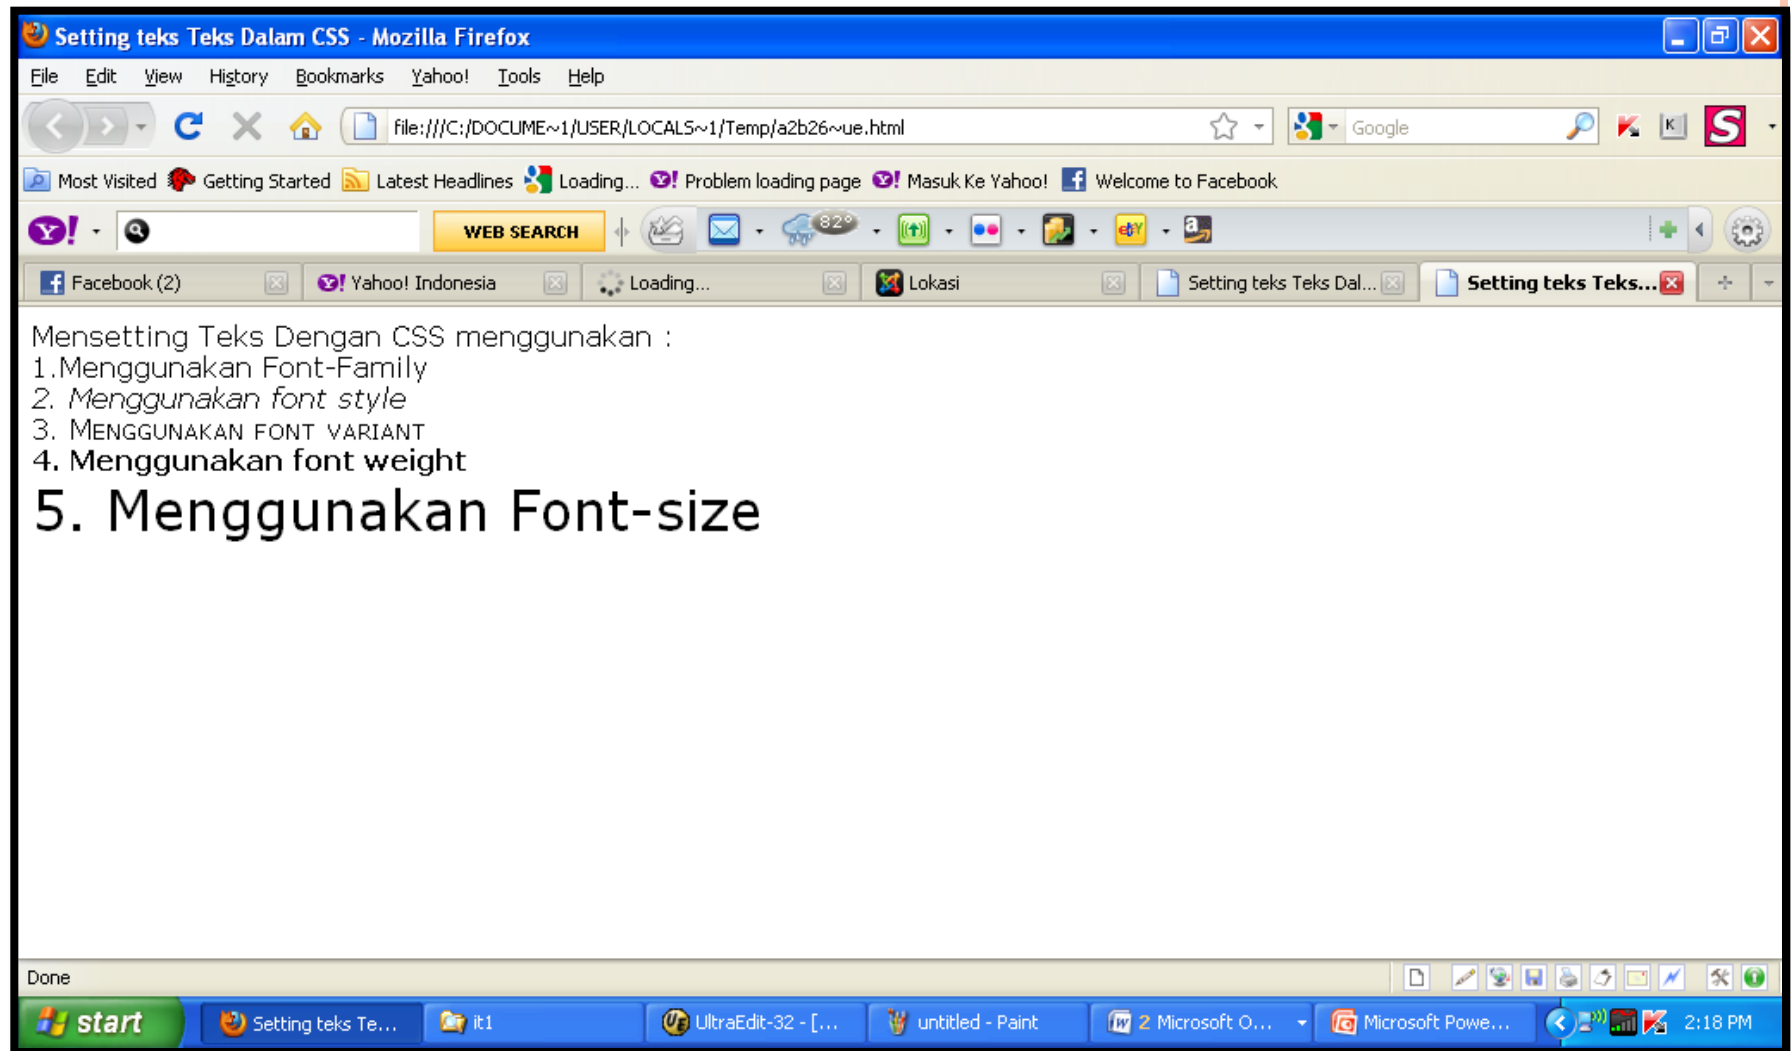 Setting teks Teks Dalam CSS - Mozilla Firefox
File Edit View History Bookmarks Yahoo! Tools Help
file:///C:/DOCUME~1/USER/LOCALS~1/Temp/a2b26~ue.html Google K S
Most Visited Getting Started Latest Headlines Loading... Y! Problem loading page Y! Masuk Ke Yahoo! f Welcome to Facebook
Y! WEB SEARCH 82° ebY a
f Facebook (2) Y! Yahoo! Indonesia Loading... Lokasi Setting teks Teks Dal... Setting teks Teks...
Mensetting Teks Dengan CSS menggunakan :
1.Menggunakan Font-Family
2. Menggunakan font style
3. Menggunakan font variant
4. Menggunakan font weight
5. Menggunakan Font-size
Done
start Setting teks Te... it1 UltraEdit-32 - [... untitled - Paint 2 Microsoft O... Microsoft Powe... 2:18 PM